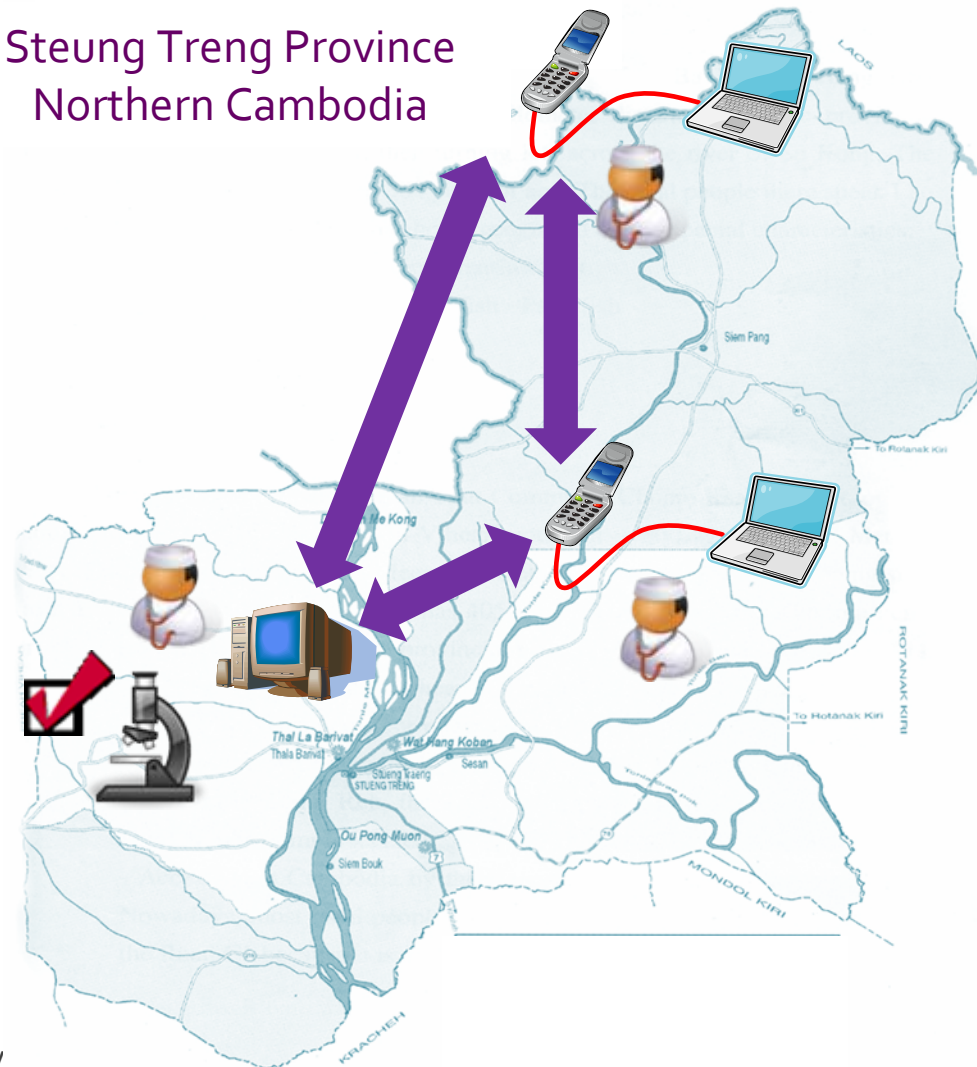 Steung Treng Province
Northern Cambodia
LAOS
Siem Pang
To Rotanak Kiri
Me Kong
ROTANAK KIRI
To Rotanak Kiri
Thal La Barivat
Thala Barivat
Wat Hang Koban
Sesan
Stueng Traeng
STUENG TRENG
Ou Pong Muon
7
Siem Bouk
MONDOL KIRI
KRACHEH